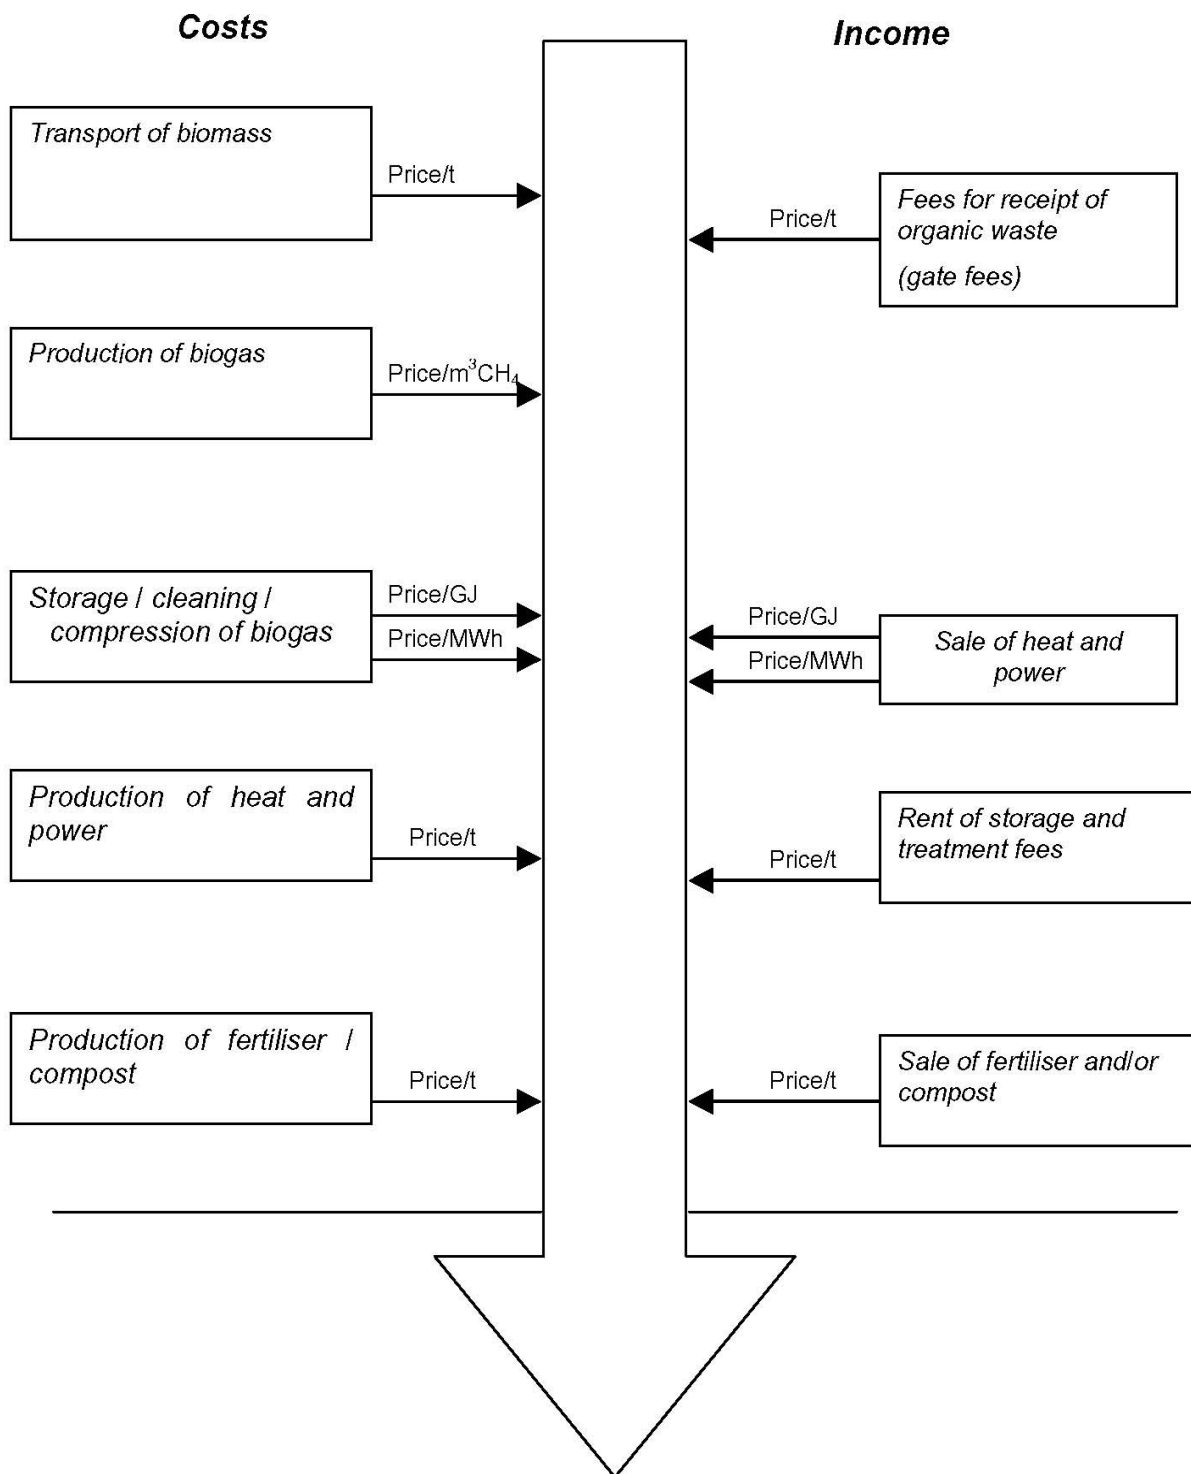 Costs
Income
Transport of biomass
Price/t
Price/t
Fees for receipt of
organic waste
(gate fees)
Production of biogas
Price/m³CH₄
Storage / cleaning /
compression of biogas
Price/GJ
Price/MWh
Price/GJ
Price/MWh
Sale of heat and
power
Production of heat and
power
Price/t
Price/t
Rent of storage and
treatment fees
Production of fertiliser /
compost
Price/t
Price/t
Sale of fertiliser and/or
compost